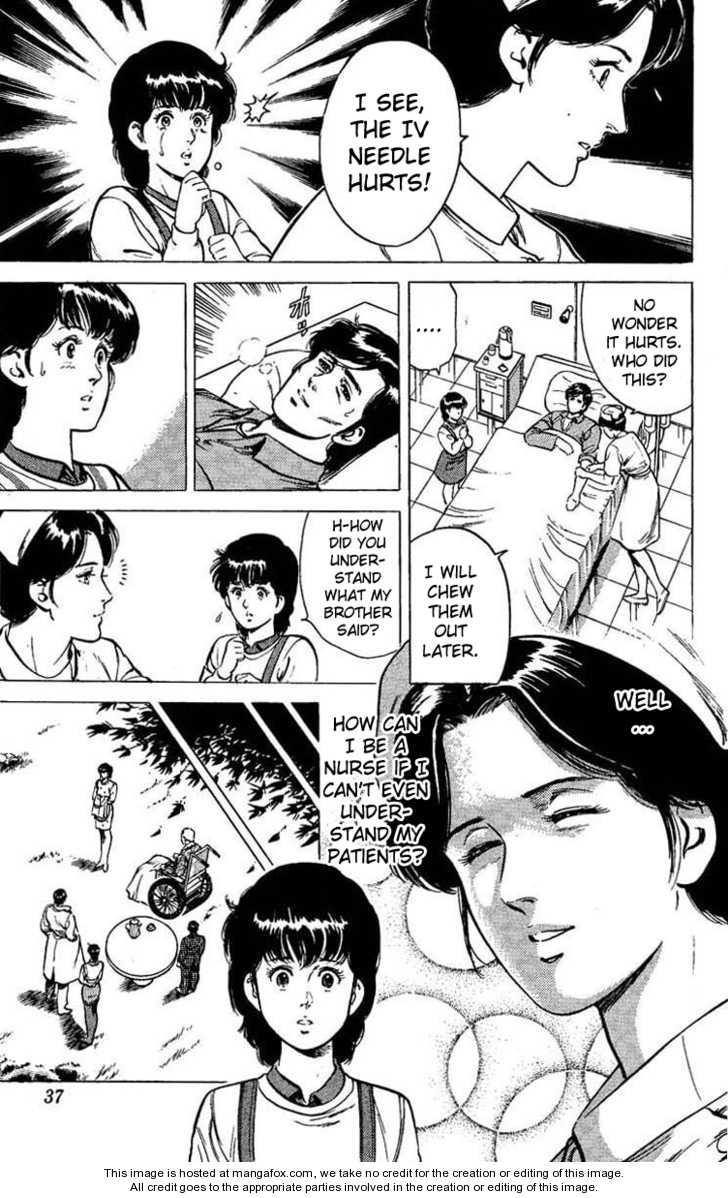 I SEE,
THE IV
NEEDLE
HURTS!
NO
WONDER
IT HURTS.
WHO DID
THIS?
....
ホッ
I WILL
CHEW
THEM
OUT
LATER.
H-HOW
DID YOU
UNDER-
STAND
WHAT MY
BROTHER
SAID?
WELL
...
HOW CAN
I BE A
NURSE IF I
CAN'T EVEN
UNDER-
STAND MY
PATIENTS?
37
This image is hosted at mangafox.com, we take no credit for the creation or editing of this image.
All credit goes to the appropriate parties involved in the creation or editing of this image.